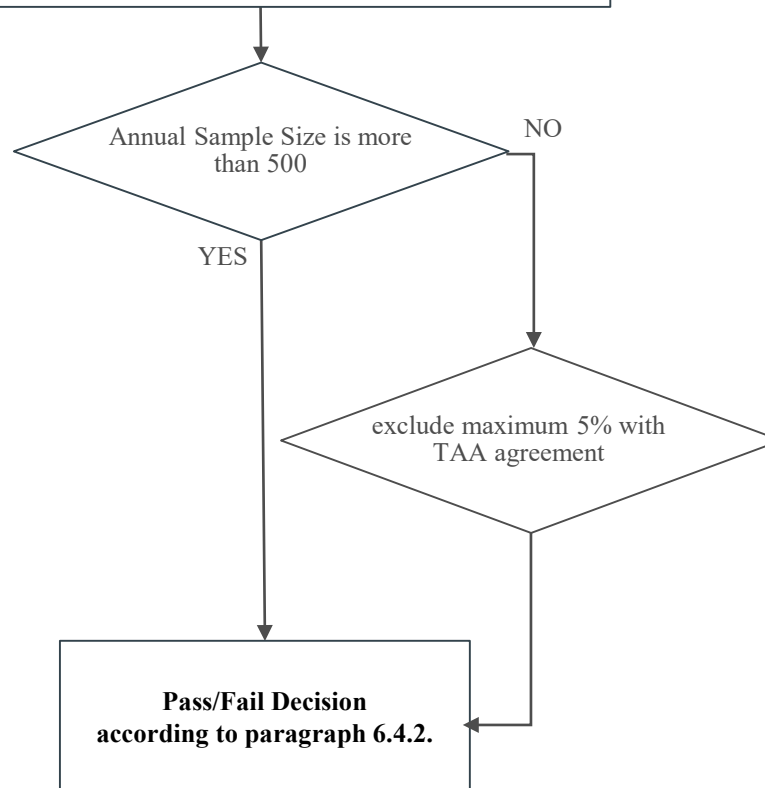 Annual Sample Size is more
than 500
NO
YES
exclude maximum 5% with
TAA agreement
Pass/Fail Decision
according to paragraph 6.4.2.